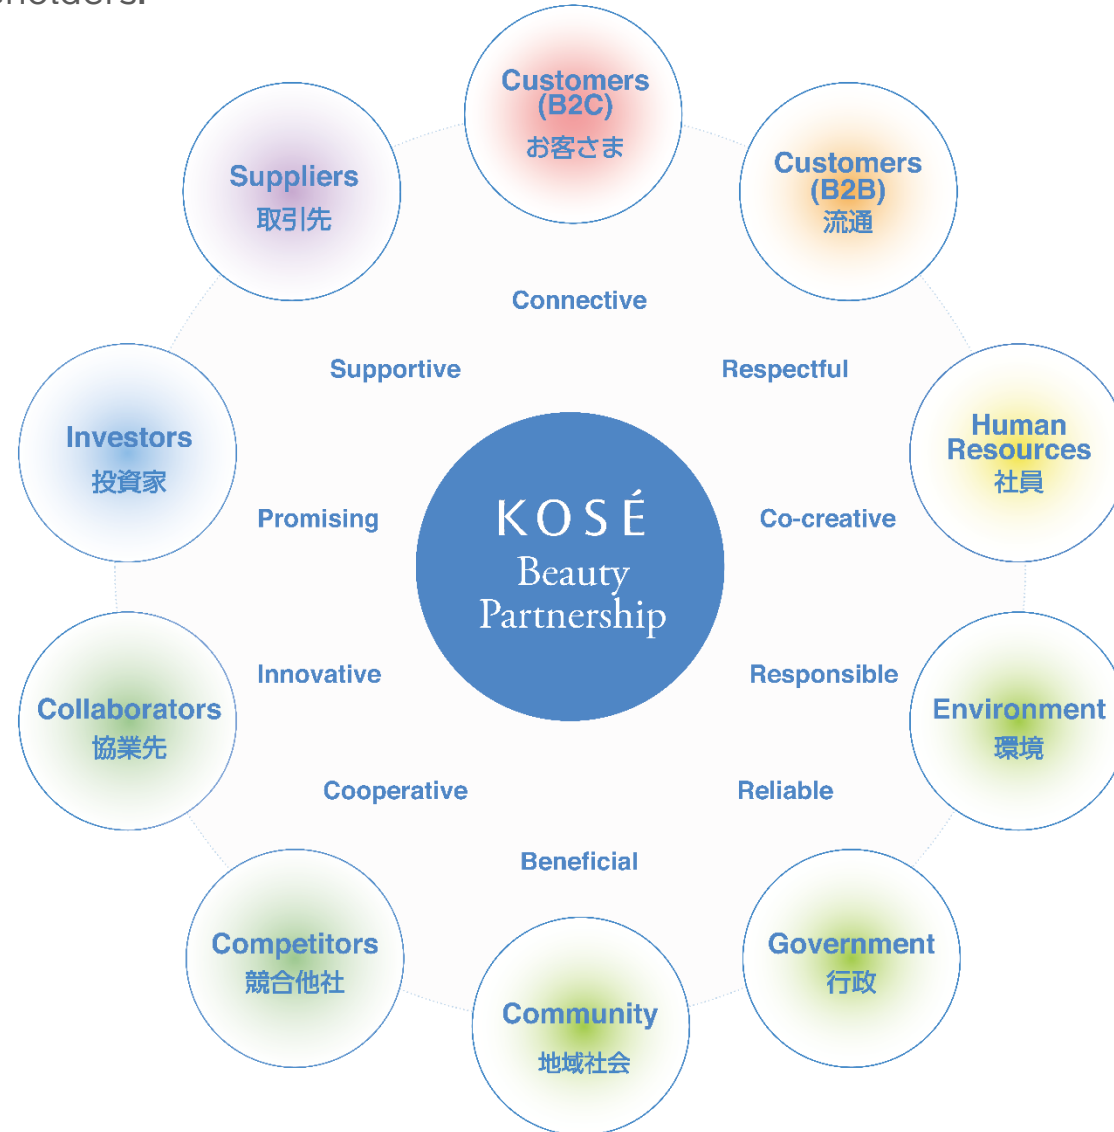 holders.
Customers
(B2C)
お客さま
Customers
(B2B)
流通
Human
Resources
社員
Environment
環境
Government
行政
Community
地域社会
Competitors
競合他社
Collaborators
協業先
Investors
投資家
Suppliers
取引先
Connective
Respectful
Co-creative
Responsible
Reliable
Beneficial
Cooperative
Innovative
Promising
Supportive
KOSÉ
Beauty
Partnership